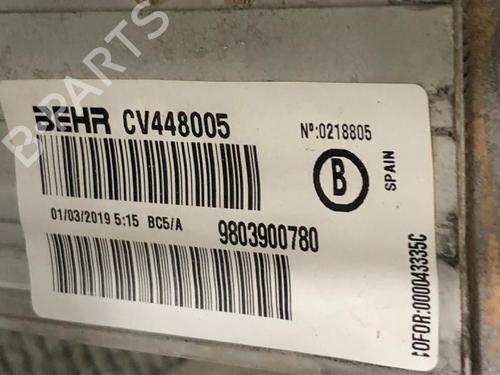 B-PARTS
BEHR CV448005
Nº:0218805
B
SPAIN
01/03/2019 5:15 BC5/A
9803900780
COFOR:000043335C